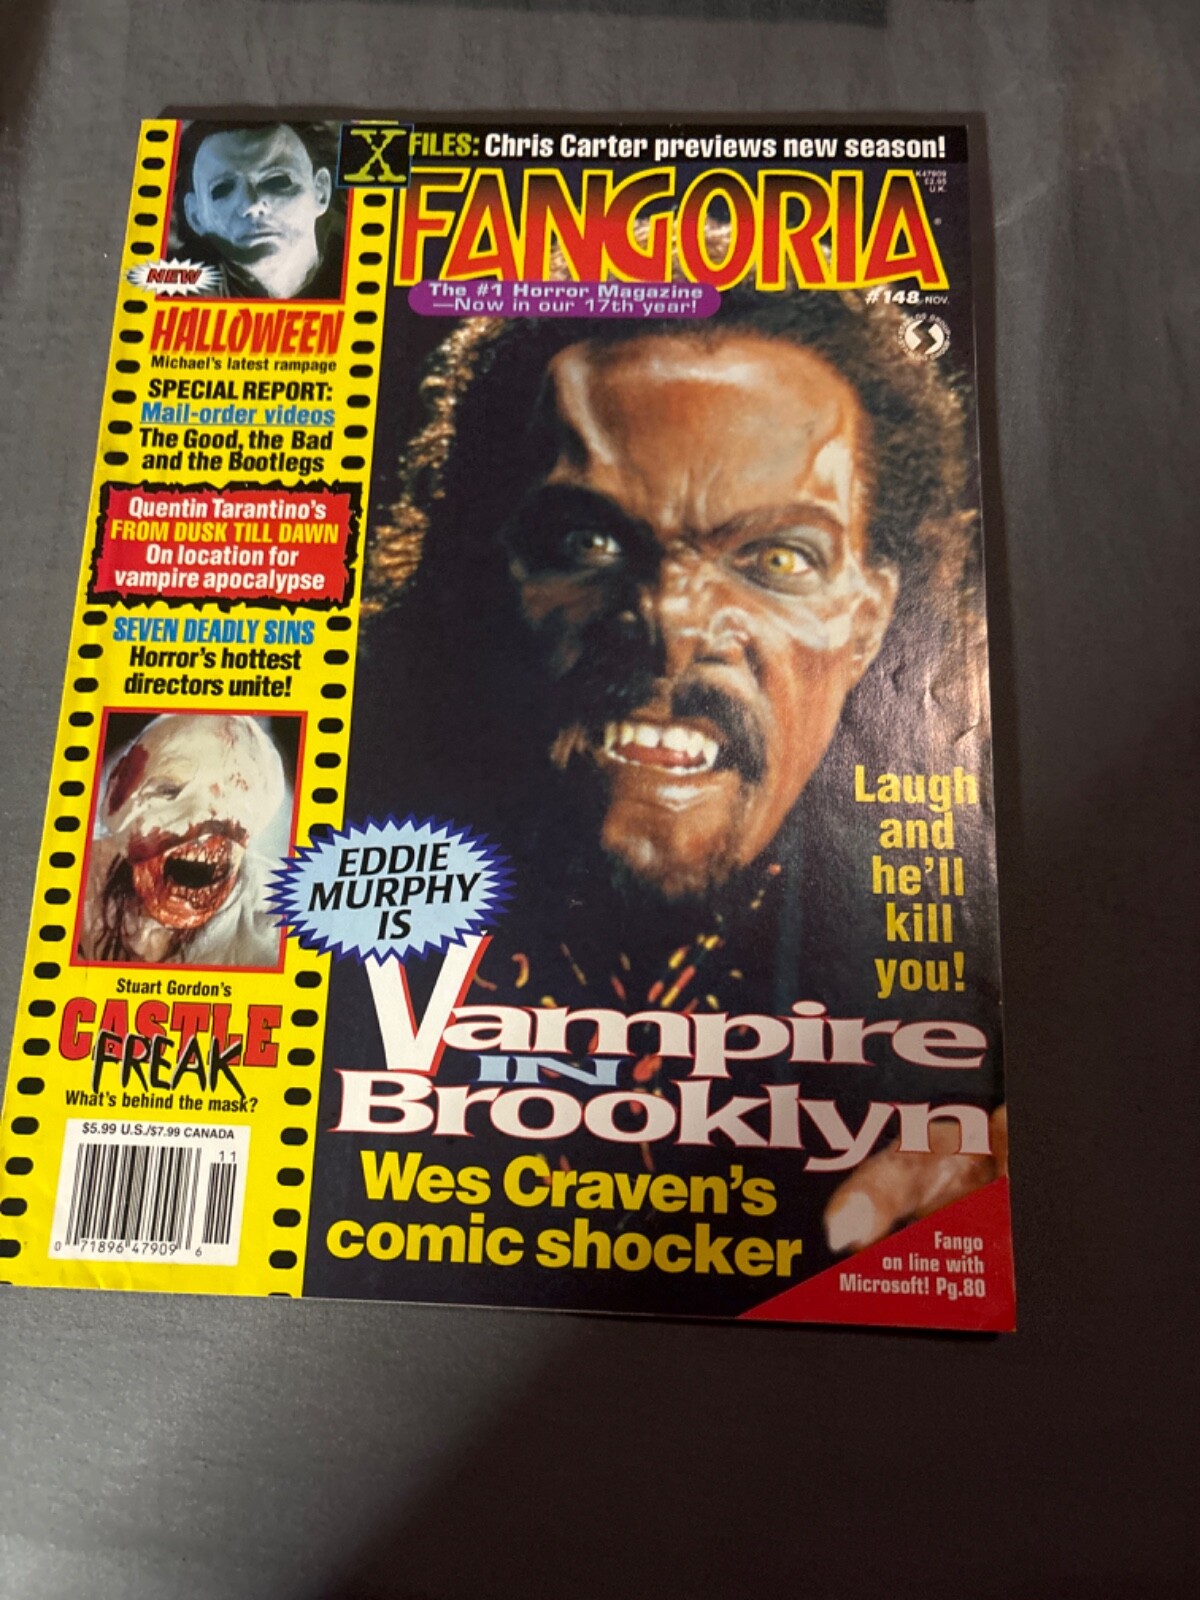 X FILES: Chris Carter previews new season!
FANGORIA
K47909
£2.95
U.K.
The #1 Horror Magazine
—Now in our 17th year!
#148 NOV.
NEW
HALLOWEEN
Michael's latest rampage
SPECIAL REPORT:
Mail-order videos
The Good, the Bad
and the Bootlegs
Quentin Tarantino's
FROM DUSK TILL DAWN
On location for
vampire apocalypse
SEVEN DEADLY SINS
Horror's hottest
directors unite!
Stuart Gordon's
CASTLE
FREAK
What's behind the mask?
$5.99 U.S./$7.99 CANADA
11
0 71896 47909 6
Laugh
and
he'll
kill
you!
EDDIE
MURPHY
IS
Vampire
IN
Brooklyn
Wes Craven's
comic shocker
Fango
on line with
Microsoft! Pg.80